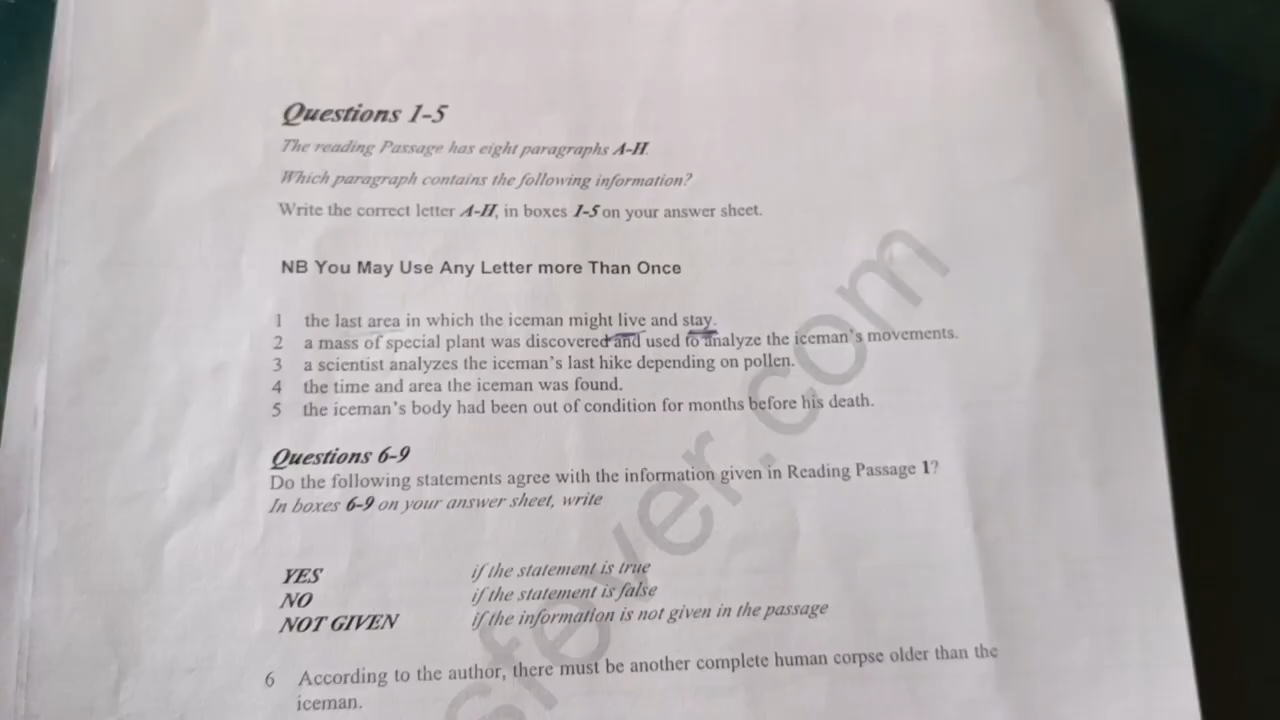 Questions 1-5
The reading Passage has eight paragraphs A-H.
Which paragraph contains the following information?
Write the correct letter A-H, in boxes 1-5 on your answer sheet.
NB You May Use Any Letter more Than Once
1 the last area in which the iceman might live and stay.
2 a mass of special plant was discovered and used to analyze the iceman's movements.
3 a scientist analyzes the iceman's last hike depending on pollen.
4 the time and area the iceman was found.
5 the iceman's body had been out of condition for months before his death.
Questions 6-9
Do the following statements agree with the information given in Reading Passage 1?
In boxes 6-9 on your answer sheet, write
YES if the statement is true
NO if the statement is false
NOT GIVEN if the information is not given in the passage
6 According to the author, there must be another complete human corpse older than the
iceman.
sfever.com